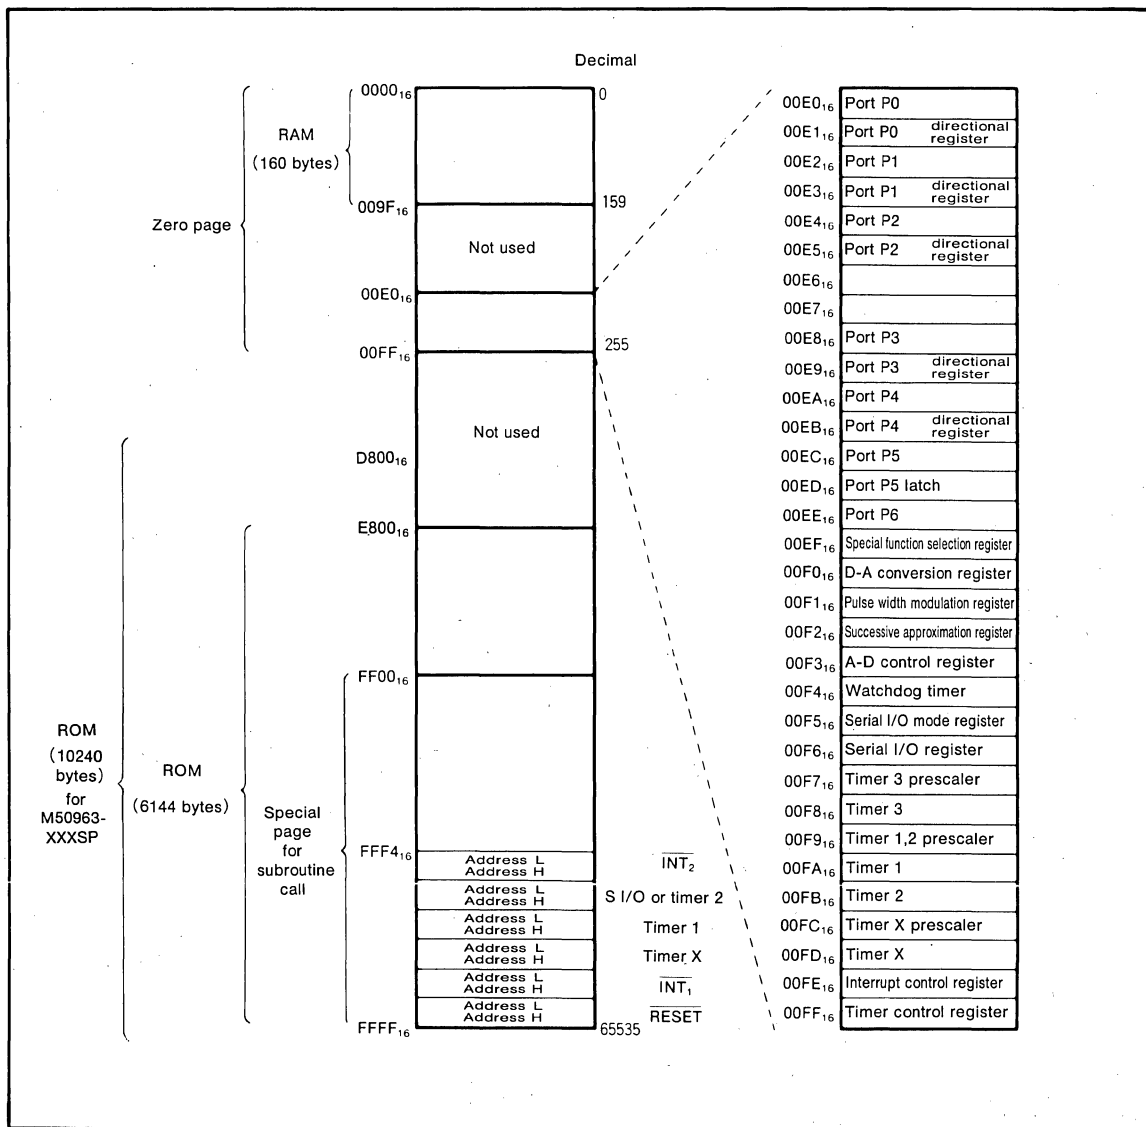 Decimal
Zero page
RAM
(160 bytes)
ROM
(10240
bytes)
for
M50963-
XXXSP
ROM
(6144 bytes)
Special
page
for
subroutine
call
0000₁₆
0
009F₁₆
159
Not used
00E0₁₆
00FF₁₆
255
Not used
D800₁₆
E800₁₆
FF00₁₆
FFF4₁₆
Address L
Address H
INT₂
Address L
Address H
S I/O or timer 2
Address L
Address H
Timer 1
Address L
Address H
Timer X
Address L
Address H
INT₁
Address L
Address H
RESET
FFFF₁₆
65535
00E0₁₆ Port P0
00E1₁₆ Port P0 directional
register
00E2₁₆ Port P1
00E3₁₆ Port P1 directional
register
00E4₁₆ Port P2
00E5₁₆ Port P2 directional
register
00E6₁₆
00E7₁₆
00E8₁₆ Port P3
00E9₁₆ Port P3 directional
register
00EA₁₆ Port P4
00EB₁₆ Port P4 directional
register
00EC₁₆ Port P5
00ED₁₆ Port P5 latch
00EE₁₆ Port P6
00EF₁₆ Special function selection register
00F0₁₆ D-A conversion register
00F1₁₆ Pulse width modulation register
00F2₁₆ Successive approximation register
00F3₁₆ A-D control register
00F4₁₆ Watchdog timer
00F5₁₆ Serial I/O mode register
00F6₁₆ Serial I/O register
00F7₁₆ Timer 3 prescaler
00F8₁₆ Timer 3
00F9₁₆ Timer 1,2 prescaler
00FA₁₆ Timer 1
00FB₁₆ Timer 2
00FC₁₆ Timer X prescaler
00FD₁₆ Timer X
00FE₁₆ Interrupt control register
00FF₁₆ Timer control register